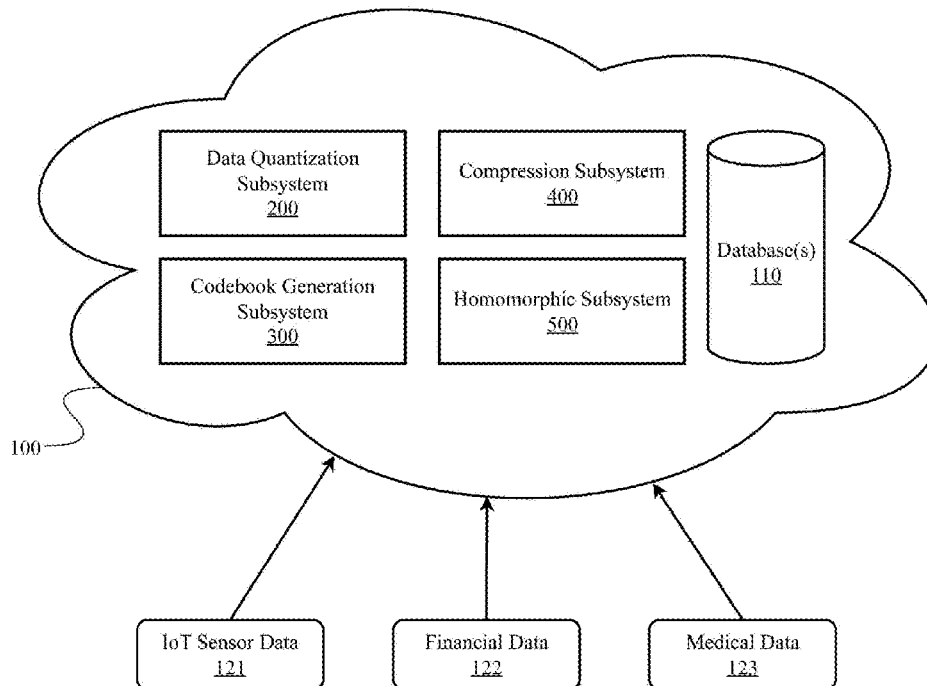 Data Quantization
Subsystem
200
Compression Subsystem
400
Database(s)
110
Codebook Generation
Subsystem
300
Homomorphic Subsystem
500
100
IoT Sensor Data
121
Financial Data
122
Medical Data
123